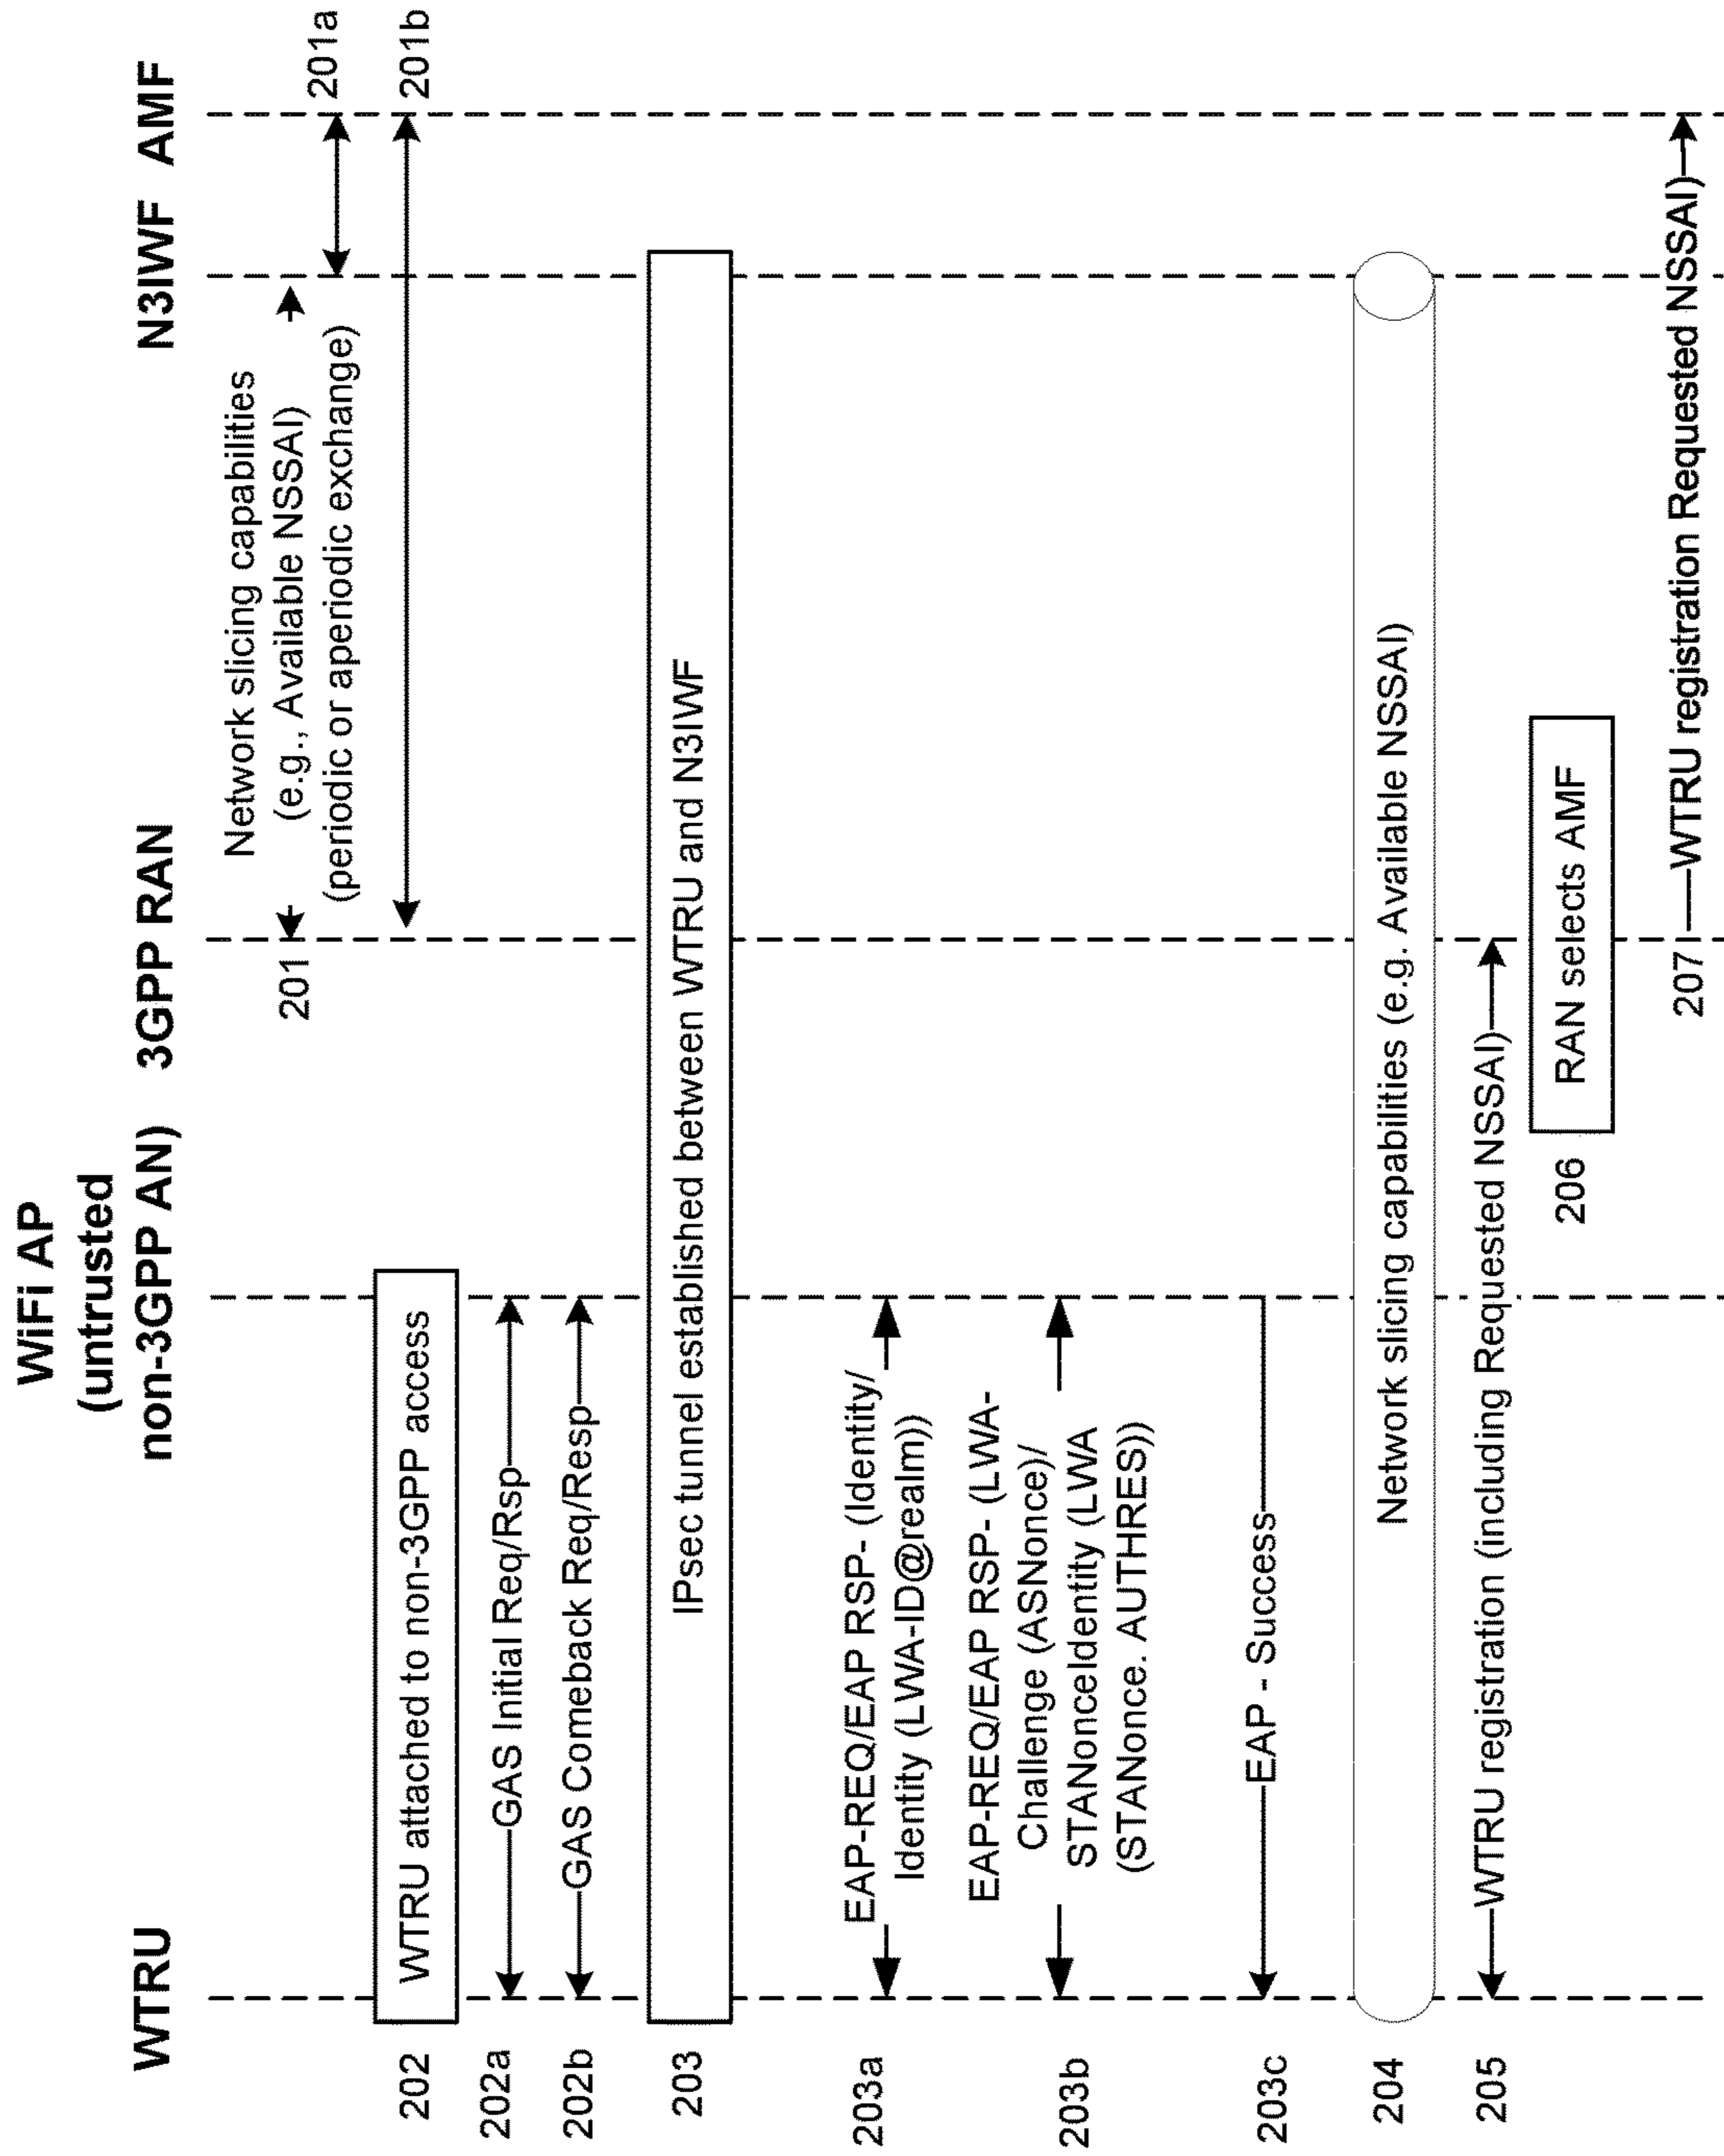 WTRU
WiFi AP
(untrusted
non-3GPP AN)
3GPP RAN
N3IWF
AMF
201
Network slicing capabilities
(e.g., Available NSSAI)
(periodic or aperiodic exchange)
201a
201b
202
WTRU attached to non-3GPP access
202a
GAS Initial Req/Rsp
202b
GAS Comeback Req/Resp
203
IPsec tunnel established between WTRU and N3IWF
203a
EAP-REQ/EAP RSP- (Identity/
Identity (LWA-ID@realm))
203b
EAP-REQ/EAP RSP- (LWA-
Challenge (ASNonce)/
STANonceIdentity (LWA
(STANonce. AUTHRES))
203c
EAP - Success
204
Network slicing capabilities (e.g. Available NSSAI)
205
WTRU registration (including Requested NSSAI)
206
RAN selects AMF
207
WTRU registration Requested NSSAI)